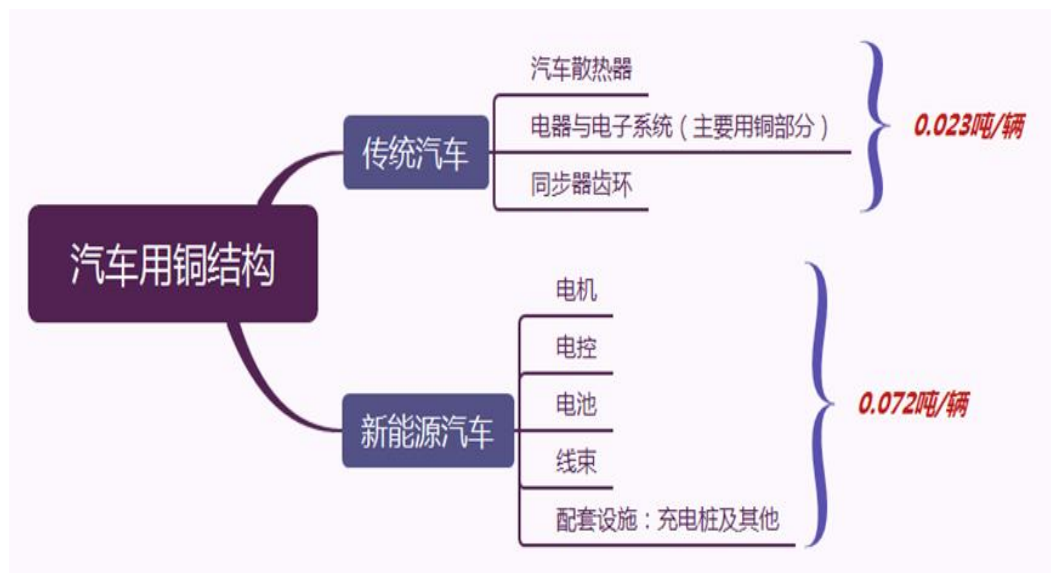 汽车用铜结构
传统汽车
汽车散热器
电器与电子系统（主要用铜部分）
同步器齿环
0.023吨/辆
新能源汽车
电机
电控
电池
线束
配套设施：充电桩及其他
0.072吨/辆